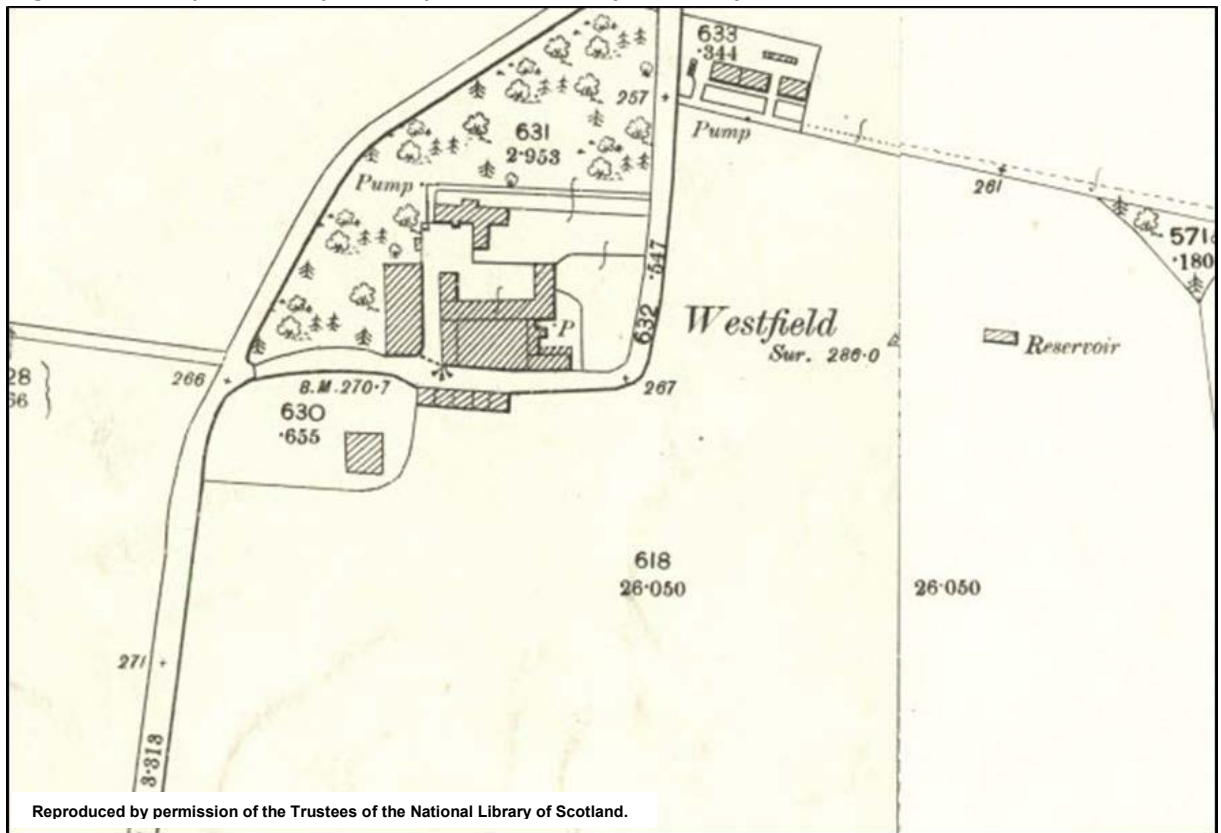 633
·344
257
631
2·953
Pump
Pump
261
571
·180
·547
632
Westfield
Sur. 286·0
P
Reservoir
28
66
266
B.M. 270·7
267
630
·655
618
26·050
26·050
271
3·313
Reproduced by permission of the Trustees of the National Library of Scotland.